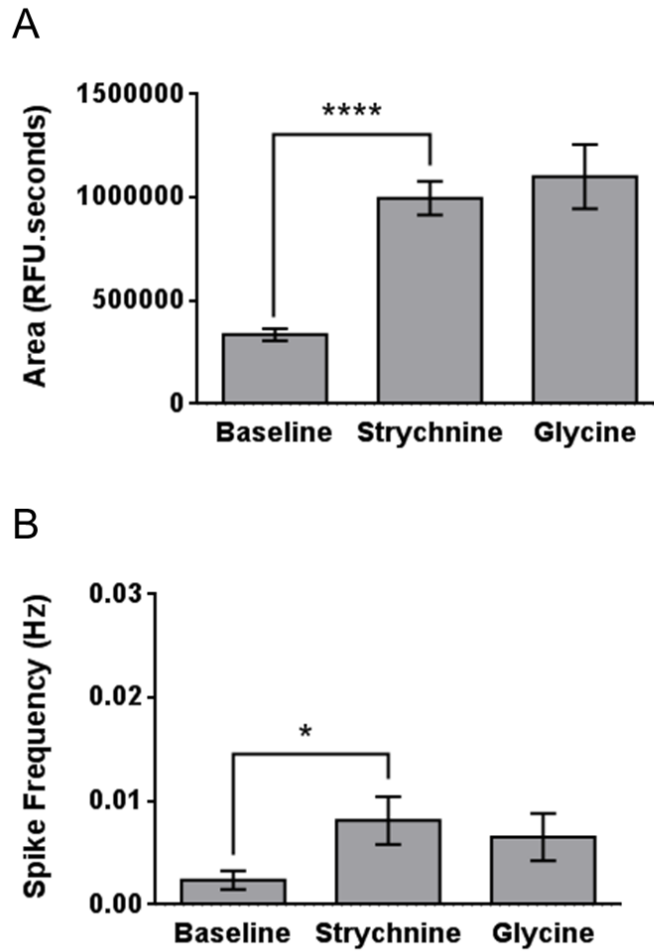 A
Area (RFU.seconds)
1500000
1000000
500000
0
****
Baseline Strychnine Glycine
B
Spike Frequency (Hz)
0.03
0.02
0.01
0.00
*
Baseline Strychnine Glycine